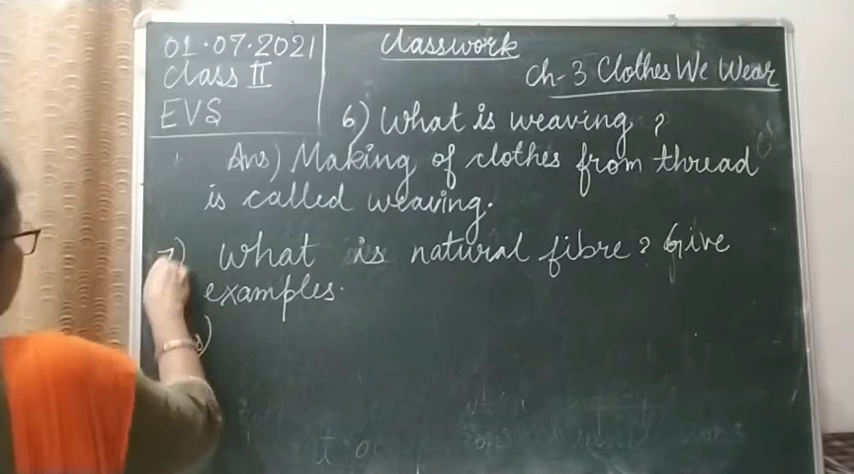 01.07.2021
Class II
EVS
Classwork
Ch-3 Clothes We Wear
6) What is weaving ?
Ans) Making of clothes from thread
is called weaving.
7) What is natural fibre? Give
examples.
s)